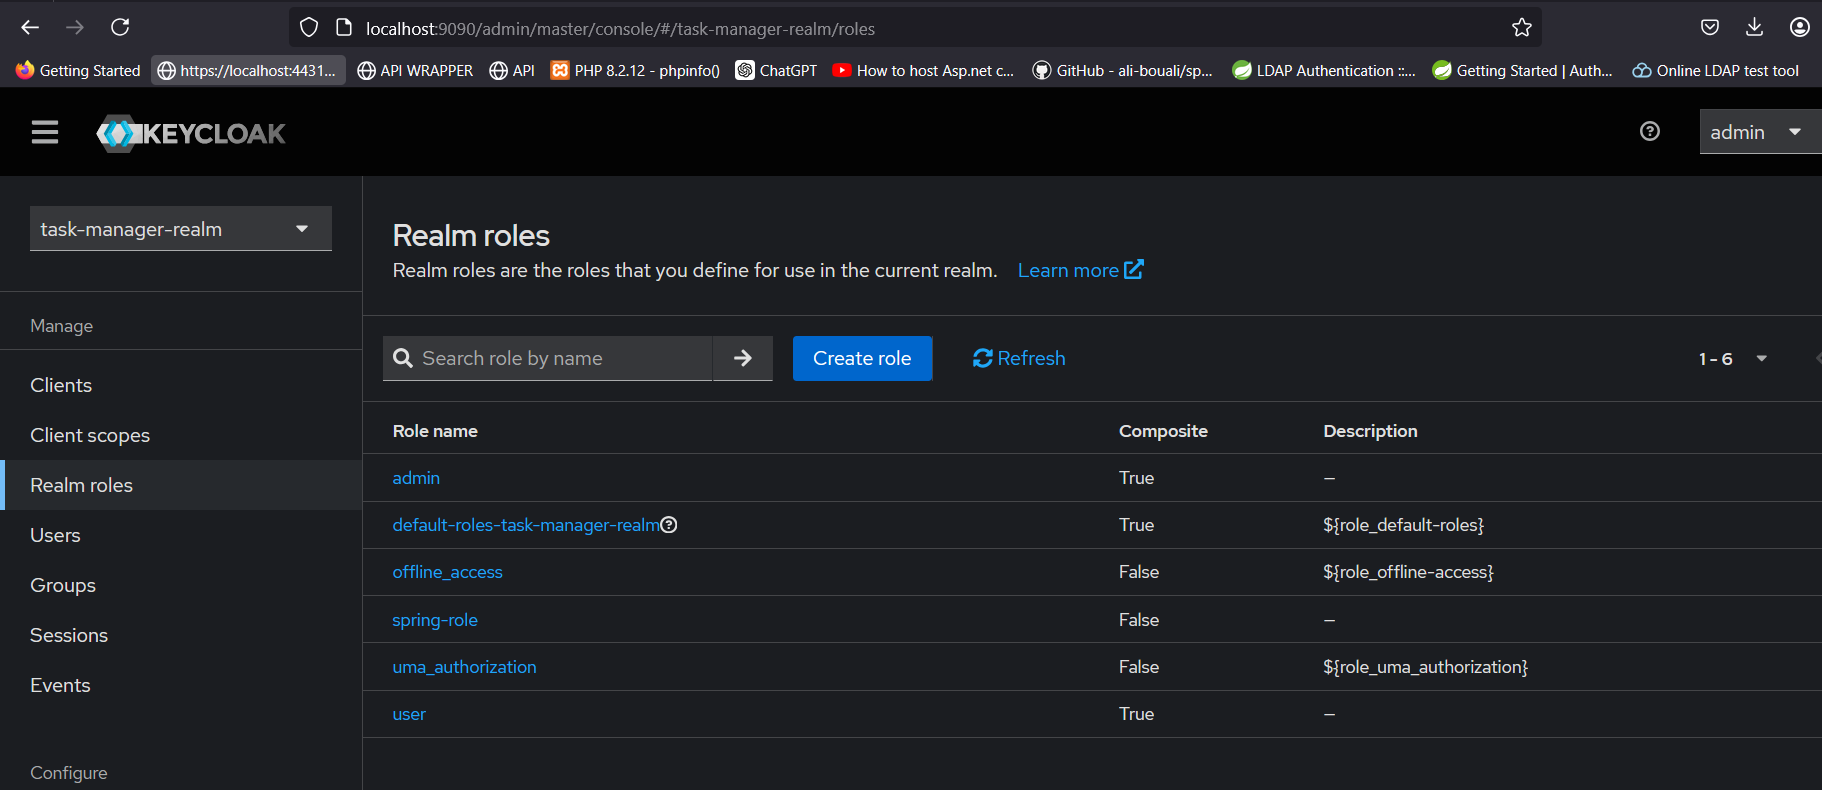 localhost:9090/admin/master/console/#/task-manager-realm/roles
Getting Started https://localhost:4431... API WRAPPER API PHP 8.2.12 - phpinfo() ChatGPT How to host Asp.net c... GitHub - ali-bouali/sp... LDAP Authentication ::... Getting Started | Auth... Online LDAP test tool
KEYCLOAK
admin
task-manager-realm
Manage
Clients
Client scopes
Realm roles
Users
Groups
Sessions
Events
Configure
Realm roles
Realm roles are the roles that you define for use in the current realm. Learn more
Search role by name Create role Refresh 1 - 6
Role name Composite Description
admin True –
default-roles-task-manager-realm True ${role_default-roles}
offline_access False ${role_offline-access}
spring-role False –
uma_authorization False ${role_uma_authorization}
user True –